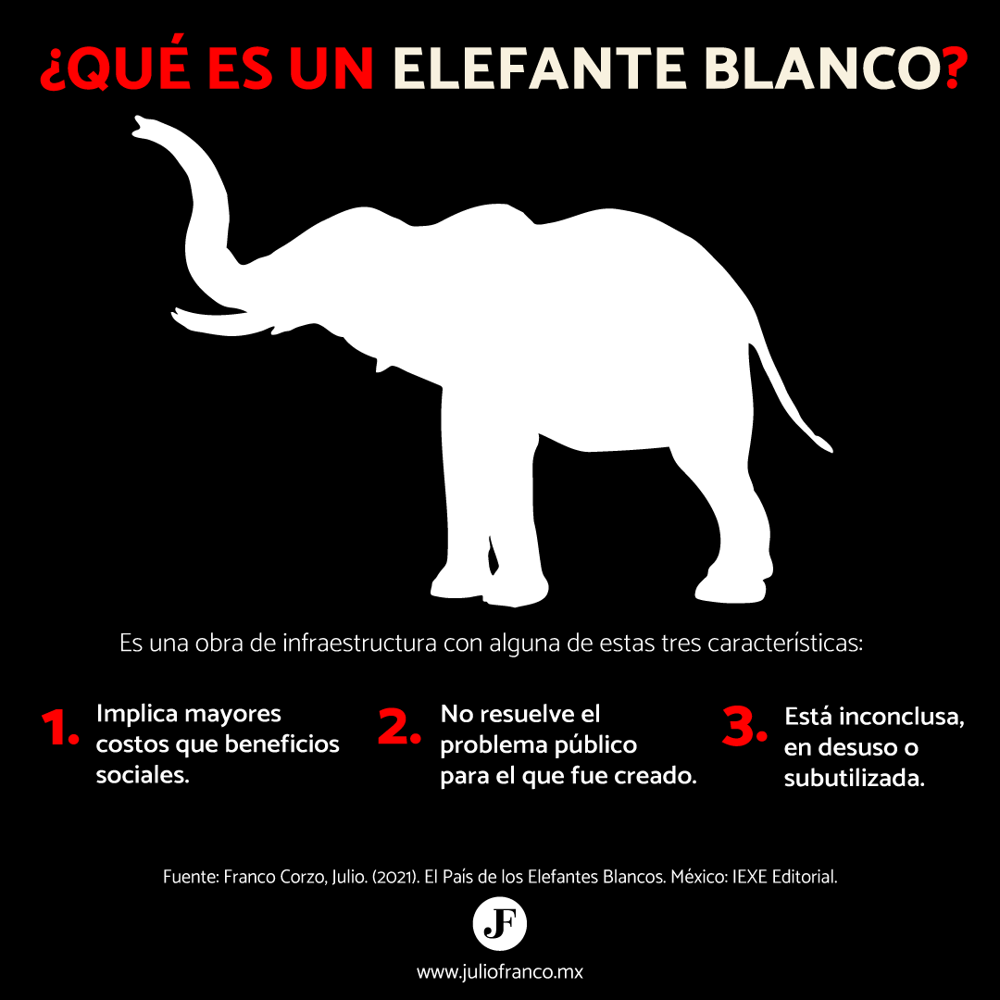 ¿QUÉ ES UN ELEFANTE BLANCO?
Es una obra de infraestructura con alguna de estas tres características:
1. Implica mayores
costos que beneficios
sociales.
2. No resuelve el
problema público
para el que fue creado.
3. Está inconclusa,
en desuso o
subutilizada.
Fuente: Franco Corzo, Julio. (2021). El País de los Elefantes Blancos. México: IEXE Editorial.
JF
www.juliofranco.mx